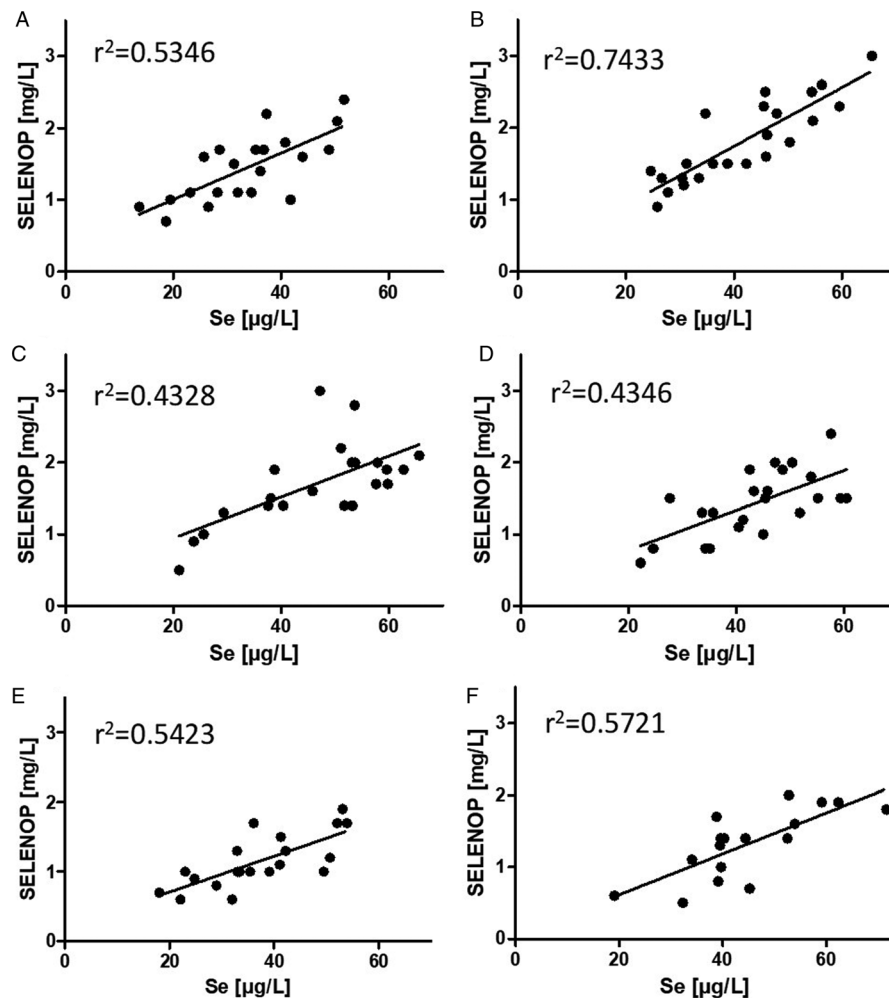 A
r²=0.5346
SELENOP [mg/L]
3
2
1
0
0 20 40 60
Se [µg/L]
B
r²=0.7433
SELENOP [mg/L]
3
2
1
0
0 20 40 60
Se [µg/L]
C
r²=0.4328
SELENOP [mg/L]
3
2
1
0
0 20 40 60
Se [µg/L]
D
r²=0.4346
SELENOP [mg/L]
3
2
1
0
0 20 40 60
Se [µg/L]
E
r²=0.5423
SELENOP [mg/L]
3
2
1
0
0 20 40 60
Se [µg/L]
F
r²=0.5721
SELENOP [mg/L]
3
2
1
0
0 20 40 60
Se [µg/L]